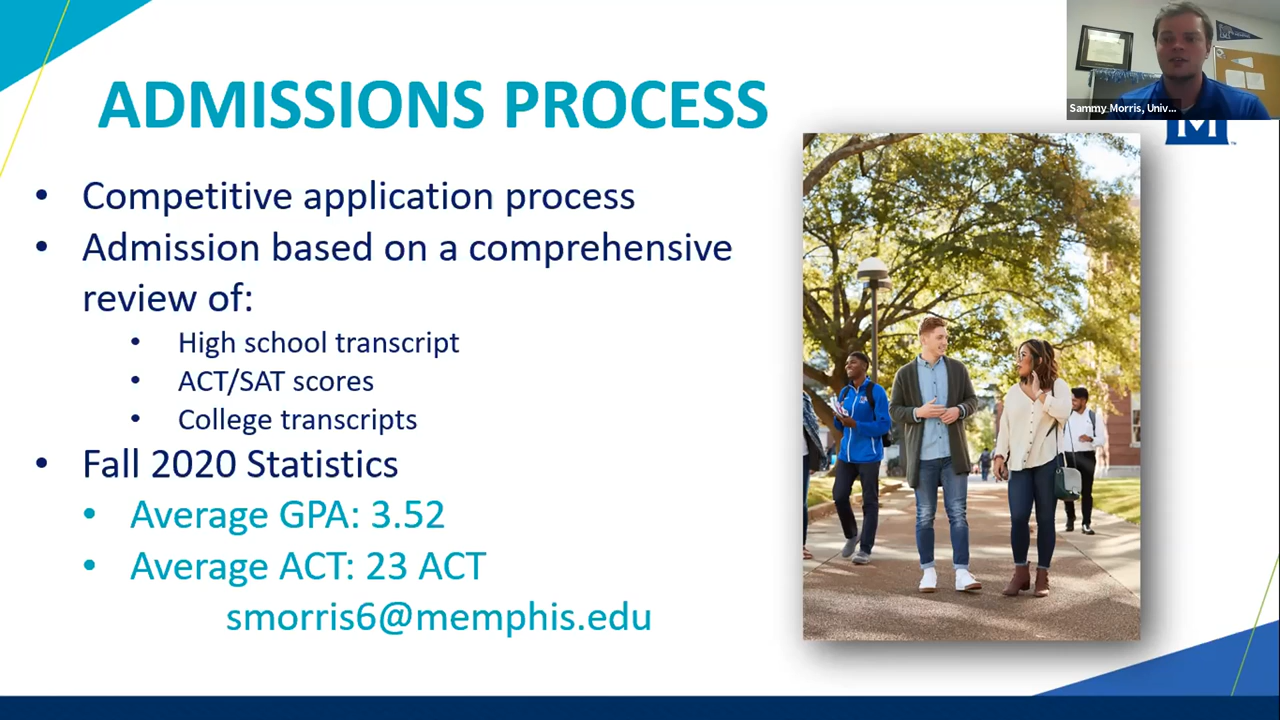 ADMISSIONS PROCESS
Sammy Morris, Univ...
M
• Competitive application process
• Admission based on a comprehensive
review of:
• High school transcript
• ACT/SAT scores
• College transcripts
• Fall 2020 Statistics
• Average GPA: 3.52
• Average ACT: 23 ACT
smorris6@memphis.edu